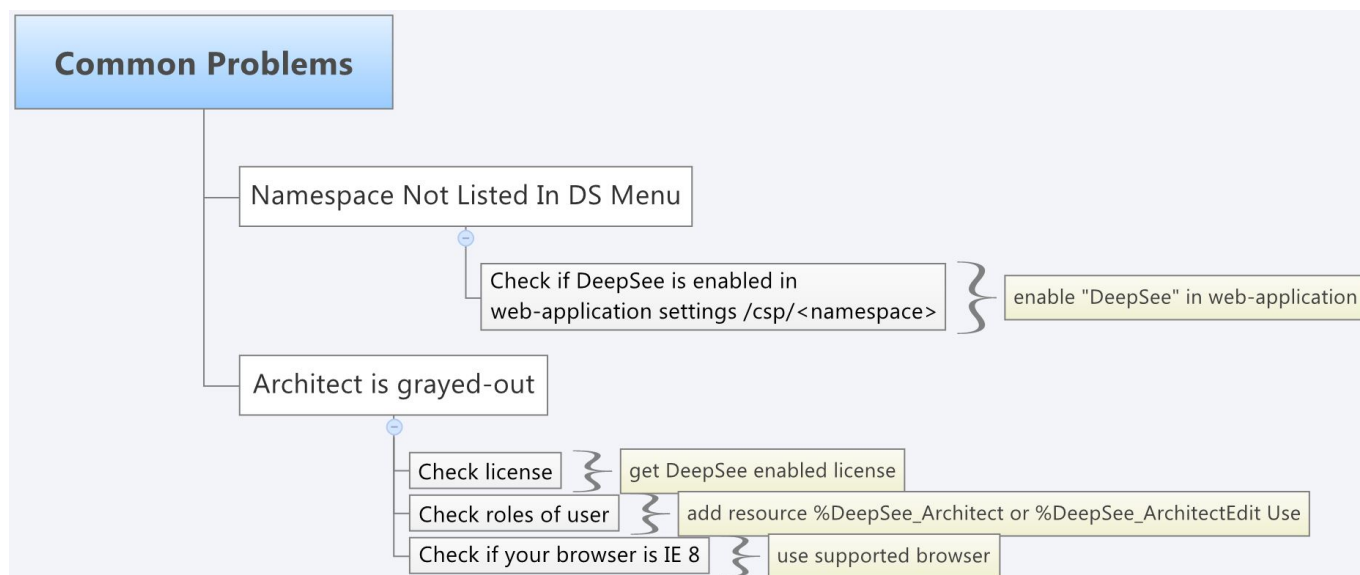 Common Problems
Namespace Not Listed In DS Menu
Check if DeepSee is enabled in
web-application settings /csp/<namespace>
enable "DeepSee" in web-application
Architect is grayed-out
Check license
get DeepSee enabled license
Check roles of user
add resource %DeepSee_Architect or %DeepSee_ArchitectEdit Use
Check if your browser is IE 8
use supported browser